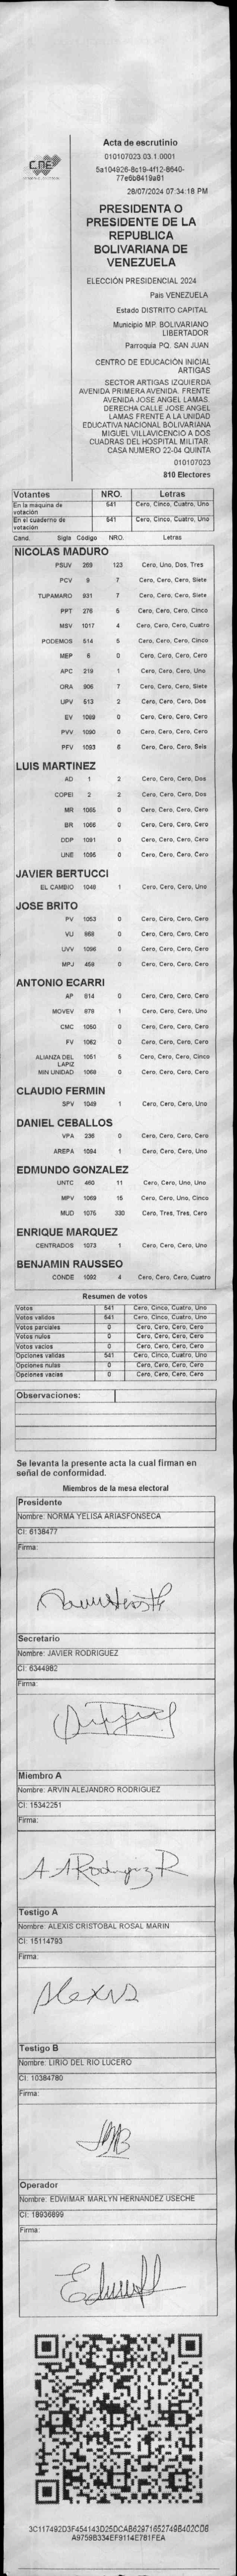 CNE
Acta de escrutinio
010107023.03.1.0001
5a104926-8c19-4f12-8640-
77e6b8419a81
28/07/2024 07:34:18 PM
PRESIDENTA O
PRESIDENTE DE LA
REPUBLICA
BOLIVARIANA DE
VENEZUELA
ELECCIÓN PRESIDENCIAL 2024
Pais VENEZUELA
Estado DISTRITO CAPITAL
Municipio MP. BOLIVARIANO
LIBERTADOR
Parroquia PQ. SAN JUAN
CENTRO DE EDUCACIÓN INICIAL
ARTIGAS
SECTOR ARTIGAS IZQUIERDA
AVENIDA PRIMERA AVENIDA. FRENTE
AVENIDA JOSE ANGEL LAMAS.
DERECHA CALLE JOSE ANGEL
LAMAS FRENTE A LA UNIDAD
EDUCATIVA NACIONAL BOLIVARIANA
MIGUEL VILLAVICENCIO A DOS
CUADRAS DEL HOSPITAL MILITAR.
CASA NUMERO 22-04 QUINTA
010107023
810 Electores
Votantes NRO. Letras
En la máquina de votación 541 Cero, Cinco, Cuatro, Uno
En el cuaderno de votación 541 Cero, Cinco, Cuatro, Uno
Cand. Sigla Código NRO. Letras
NICOLAS MADURO
PSUV 269 123 Cero, Uno, Dos, Tres
PCV 9 7 Cero, Cero, Cero, Siete
TUPAMARO 931 7 Cero, Cero, Cero, Siete
PPT 276 5 Cero, Cero, Cero, Cinco
MSV 1017 4 Cero, Cero, Cero, Cuatro
PODEMOS 514 5 Cero, Cero, Cero, Cinco
MEP 6 0 Cero, Cero, Cero, Cero
APC 219 1 Cero, Cero, Cero, Uno
ORA 906 7 Cero, Cero, Cero, Siete
UPV 513 2 Cero, Cero, Cero, Dos
EV 1089 0 Cero, Cero, Cero, Cero
PVV 1090 0 Cero, Cero, Cero, Cero
PFV 1093 6 Cero, Cero, Cero, Seis
LUIS MARTINEZ
AD 1 2 Cero, Cero, Cero, Dos
COPEI 2 2 Cero, Cero, Cero, Dos
MR 1065 0 Cero, Cero, Cero, Cero
BR 1066 0 Cero, Cero, Cero, Cero
DDP 1091 0 Cero, Cero, Cero, Cero
UNE 1095 0 Cero, Cero, Cero, Cero
JAVIER BERTUCCI
EL CAMBIO 1048 1 Cero, Cero, Cero, Uno
JOSE BRITO
PV 1053 0 Cero, Cero, Cero, Cero
VU 868 0 Cero, Cero, Cero, Cero
UVV 1096 0 Cero, Cero, Cero, Cero
MPJ 459 0 Cero, Cero, Cero, Cero
ANTONIO ECARRI
AP 814 0 Cero, Cero, Cero, Cero
MOVEV 878 1 Cero, Cero, Cero, Uno
CMC 1050 0 Cero, Cero, Cero, Cero
FV 1062 0 Cero, Cero, Cero, Cero
ALIANZA DEL LAPIZ 1051 5 Cero, Cero, Cero, Cinco
MIN UNIDAD 1068 0 Cero, Cero, Cero, Cero
CLAUDIO FERMIN
SPV 1049 1 Cero, Cero, Cero, Uno
DANIEL CEBALLOS
VPA 236 0 Cero, Cero, Cero, Cero
AREPA 1094 1 Cero, Cero, Cero, Uno
EDMUNDO GONZALEZ
UNTC 460 11 Cero, Cero, Uno, Uno
MPV 1069 15 Cero, Cero, Uno, Cinco
MUD 1076 330 Cero, Tres, Tres, Cero
ENRIQUE MARQUEZ
CENTRADOS 1073 1 Cero, Cero, Cero, Uno
BENJAMIN RAUSSEO
CONDE 1092 4 Cero, Cero, Cero, Cuatro
Resumen de votos
Votos 541 Cero, Cinco, Cuatro, Uno
Votos validos 541 Cero, Cinco, Cuatro, Uno
Votos parciales 0 Cero, Cero, Cero, Cero
Votos nulos 0 Cero, Cero, Cero, Cero
Votos vacios 0 Cero, Cero, Cero, Cero
Opciones validas 541 Cero, Cinco, Cuatro, Uno
Opciones nulas 0 Cero, Cero, Cero, Cero
Opciones vacias 0 Cero, Cero, Cero, Cero
Observaciones:
Se levanta la presente acta la cual firman en
señal de conformidad.
Miembros de la mesa electoral
Presidente
Nombre: NORMA YELISA ARIASFONSECA
CI: 6138477
Firma:
Secretario
Nombre: JAVIER RODRIGUEZ
CI: 6344982
Firma:
Miembro A
Nombre: ARVIN ALEJANDRO RODRIGUEZ
CI: 15342251
Firma:
A ARodriguez R
Testigo A
Nombre: ALEXIS CRISTOBAL ROSAL MARIN
CI: 15114793
Firma:
Alexis
Testigo B
Nombre: LIRIO DEL RIO LUCERO
CI: 10384780
Firma:
Operador
Nombre: EDWIMAR MARLYN HERNANDEZ USECHE
CI: 18936899
Firma:
3C117492D3F454143D25DCAB62971652749B402CD8
A97598334EF9114E781FEA